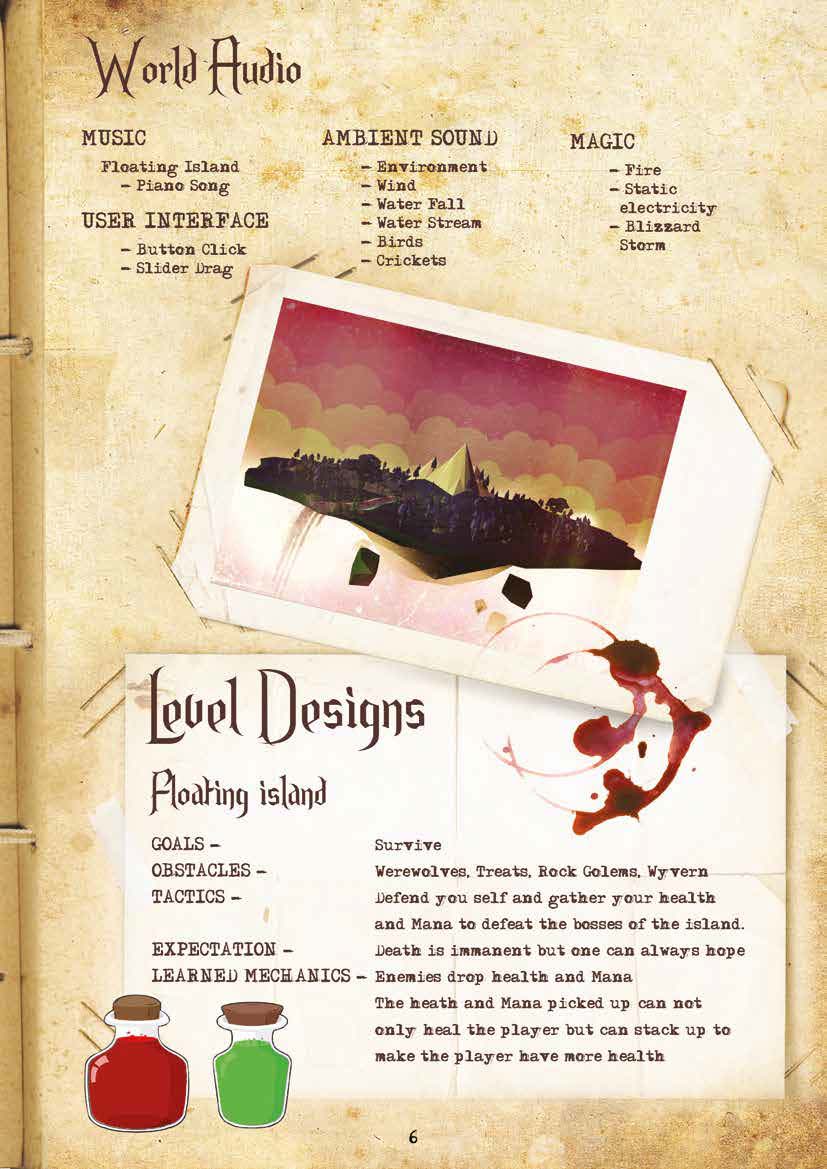 World Audio
MUSIC
Floating Island
– Piano Song
USER INTERFACE
– Button Click
– Slider Drag
AMBIENT SOUND
– Environment
– Wind
– Water Fall
– Water Stream
– Birds
– Crickets
MAGIC
– Fire
– Static
electricity
– Blizzard
Storm
Level Designs
Floating island
GOALS – Survive
OBSTACLES – Werewolves, Treats, Rock Golems, Wyvern
TACTICS – Defend you self and gather your health
and Mana to defeat the bosses of the island.
EXPECTATION – Death is immanent but one can always hope
LEARNED MECHANICS – Enemies drop health and Mana
The heath and Mana picked up can not
only heal the player but can stack up to
make the player have more health
6